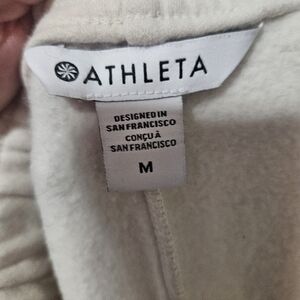 ATHLETA
DESIGNED IN
SAN FRANCISCO
CONÇU À
SAN FRANCISCO
M